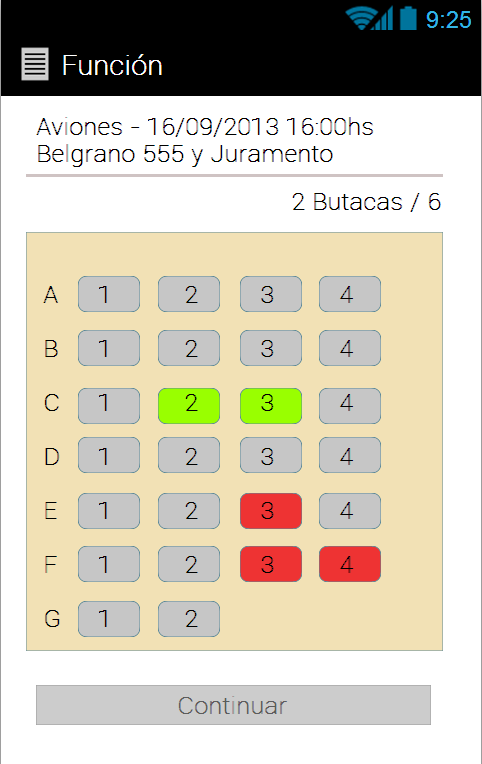 9:25
Función
Aviones - 16/09/2013 16:00hs
Belgrano 555 y Juramento
2 Butacas / 6
A 1 2 3 4
B 1 2 3 4
C 1 2 3 4
D 1 2 3 4
E 1 2 3 4
F 1 2 3 4
G 1 2
Continuar